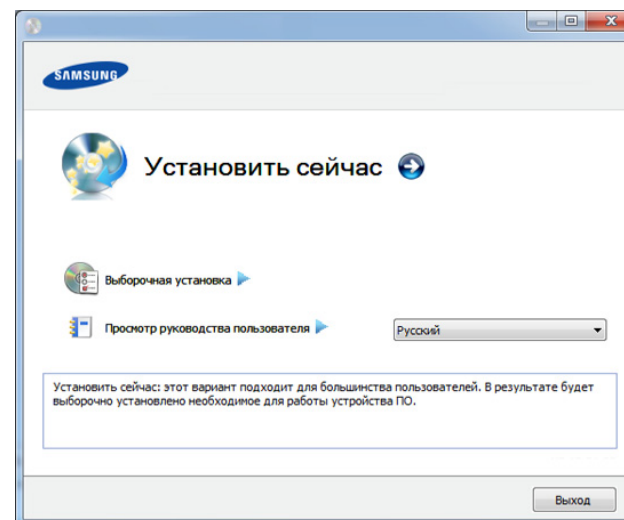 SAMSUNG
Установить сейчас
Выборочная установка
Просмотр руководства пользователя
Русский
Установить сейчас: этот вариант подходит для большинства пользователей. В результате будет
выборочно установлено необходимое для работы устройства ПО.
Выход